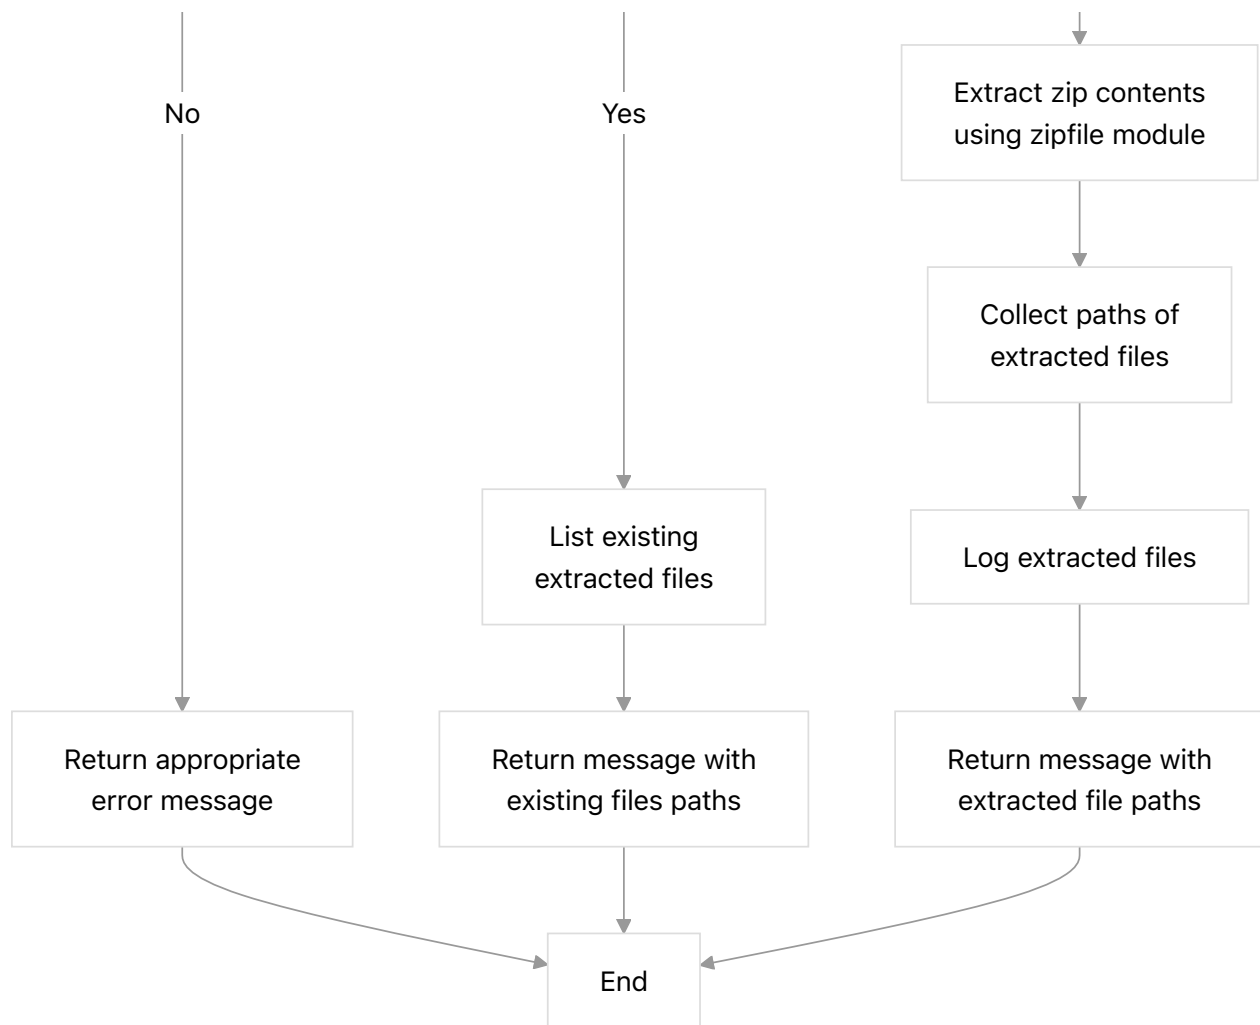 No
Yes
Extract zip contents
using zipfile module
Collect paths of
extracted files
List existing
extracted files
Log extracted files
Return appropriate
error message
Return message with
existing files paths
Return message with
extracted file paths
End